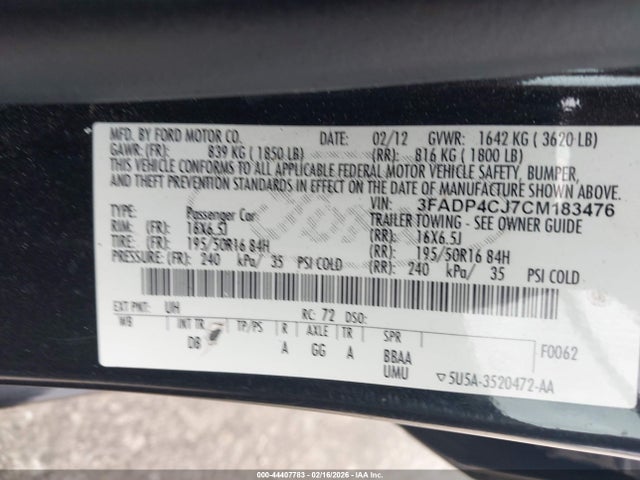 MFD. BY FORD MOTOR CO. DATE: 02/12 GVWR: 1642 KG ( 3620 LB)
GAWR: (FR): 839 KG ( 1850 LB) (RR): 816 KG ( 1800 LB)
THIS VEHICLE CONFORMS TO ALL APPLICABLE FEDERAL MOTOR VEHICLE SAFETY, BUMPER,
AND THEFT PREVENTION STANDARDS IN EFFECT ON THE DATE OF MANUFACTURE SHOWN ABOVE.
VIN: 3FADP4CJ7CM183476
TYPE: Passenger Car TRAILER TOWING - SEE OWNER GUIDE
RIM: (FR): 16X6.5J (RR): 16X6.5J
TIRE: (FR): 195/50R16 84H (RR): 195/50R16 84H
PRESSURE: (FR): 240 kPa/ 35 PSI COLD (RR): 240 kPa/ 35 PSI COLD
EXT PNT: UH RC: 72 DSO:
WB INT TR TP/PS R AXLE TR SPR F0062
DB A GG A BBAA
UMU ▽5U5A-3520472-AA
000-44407783 - 02/16/2026 - IAAI, Inc.